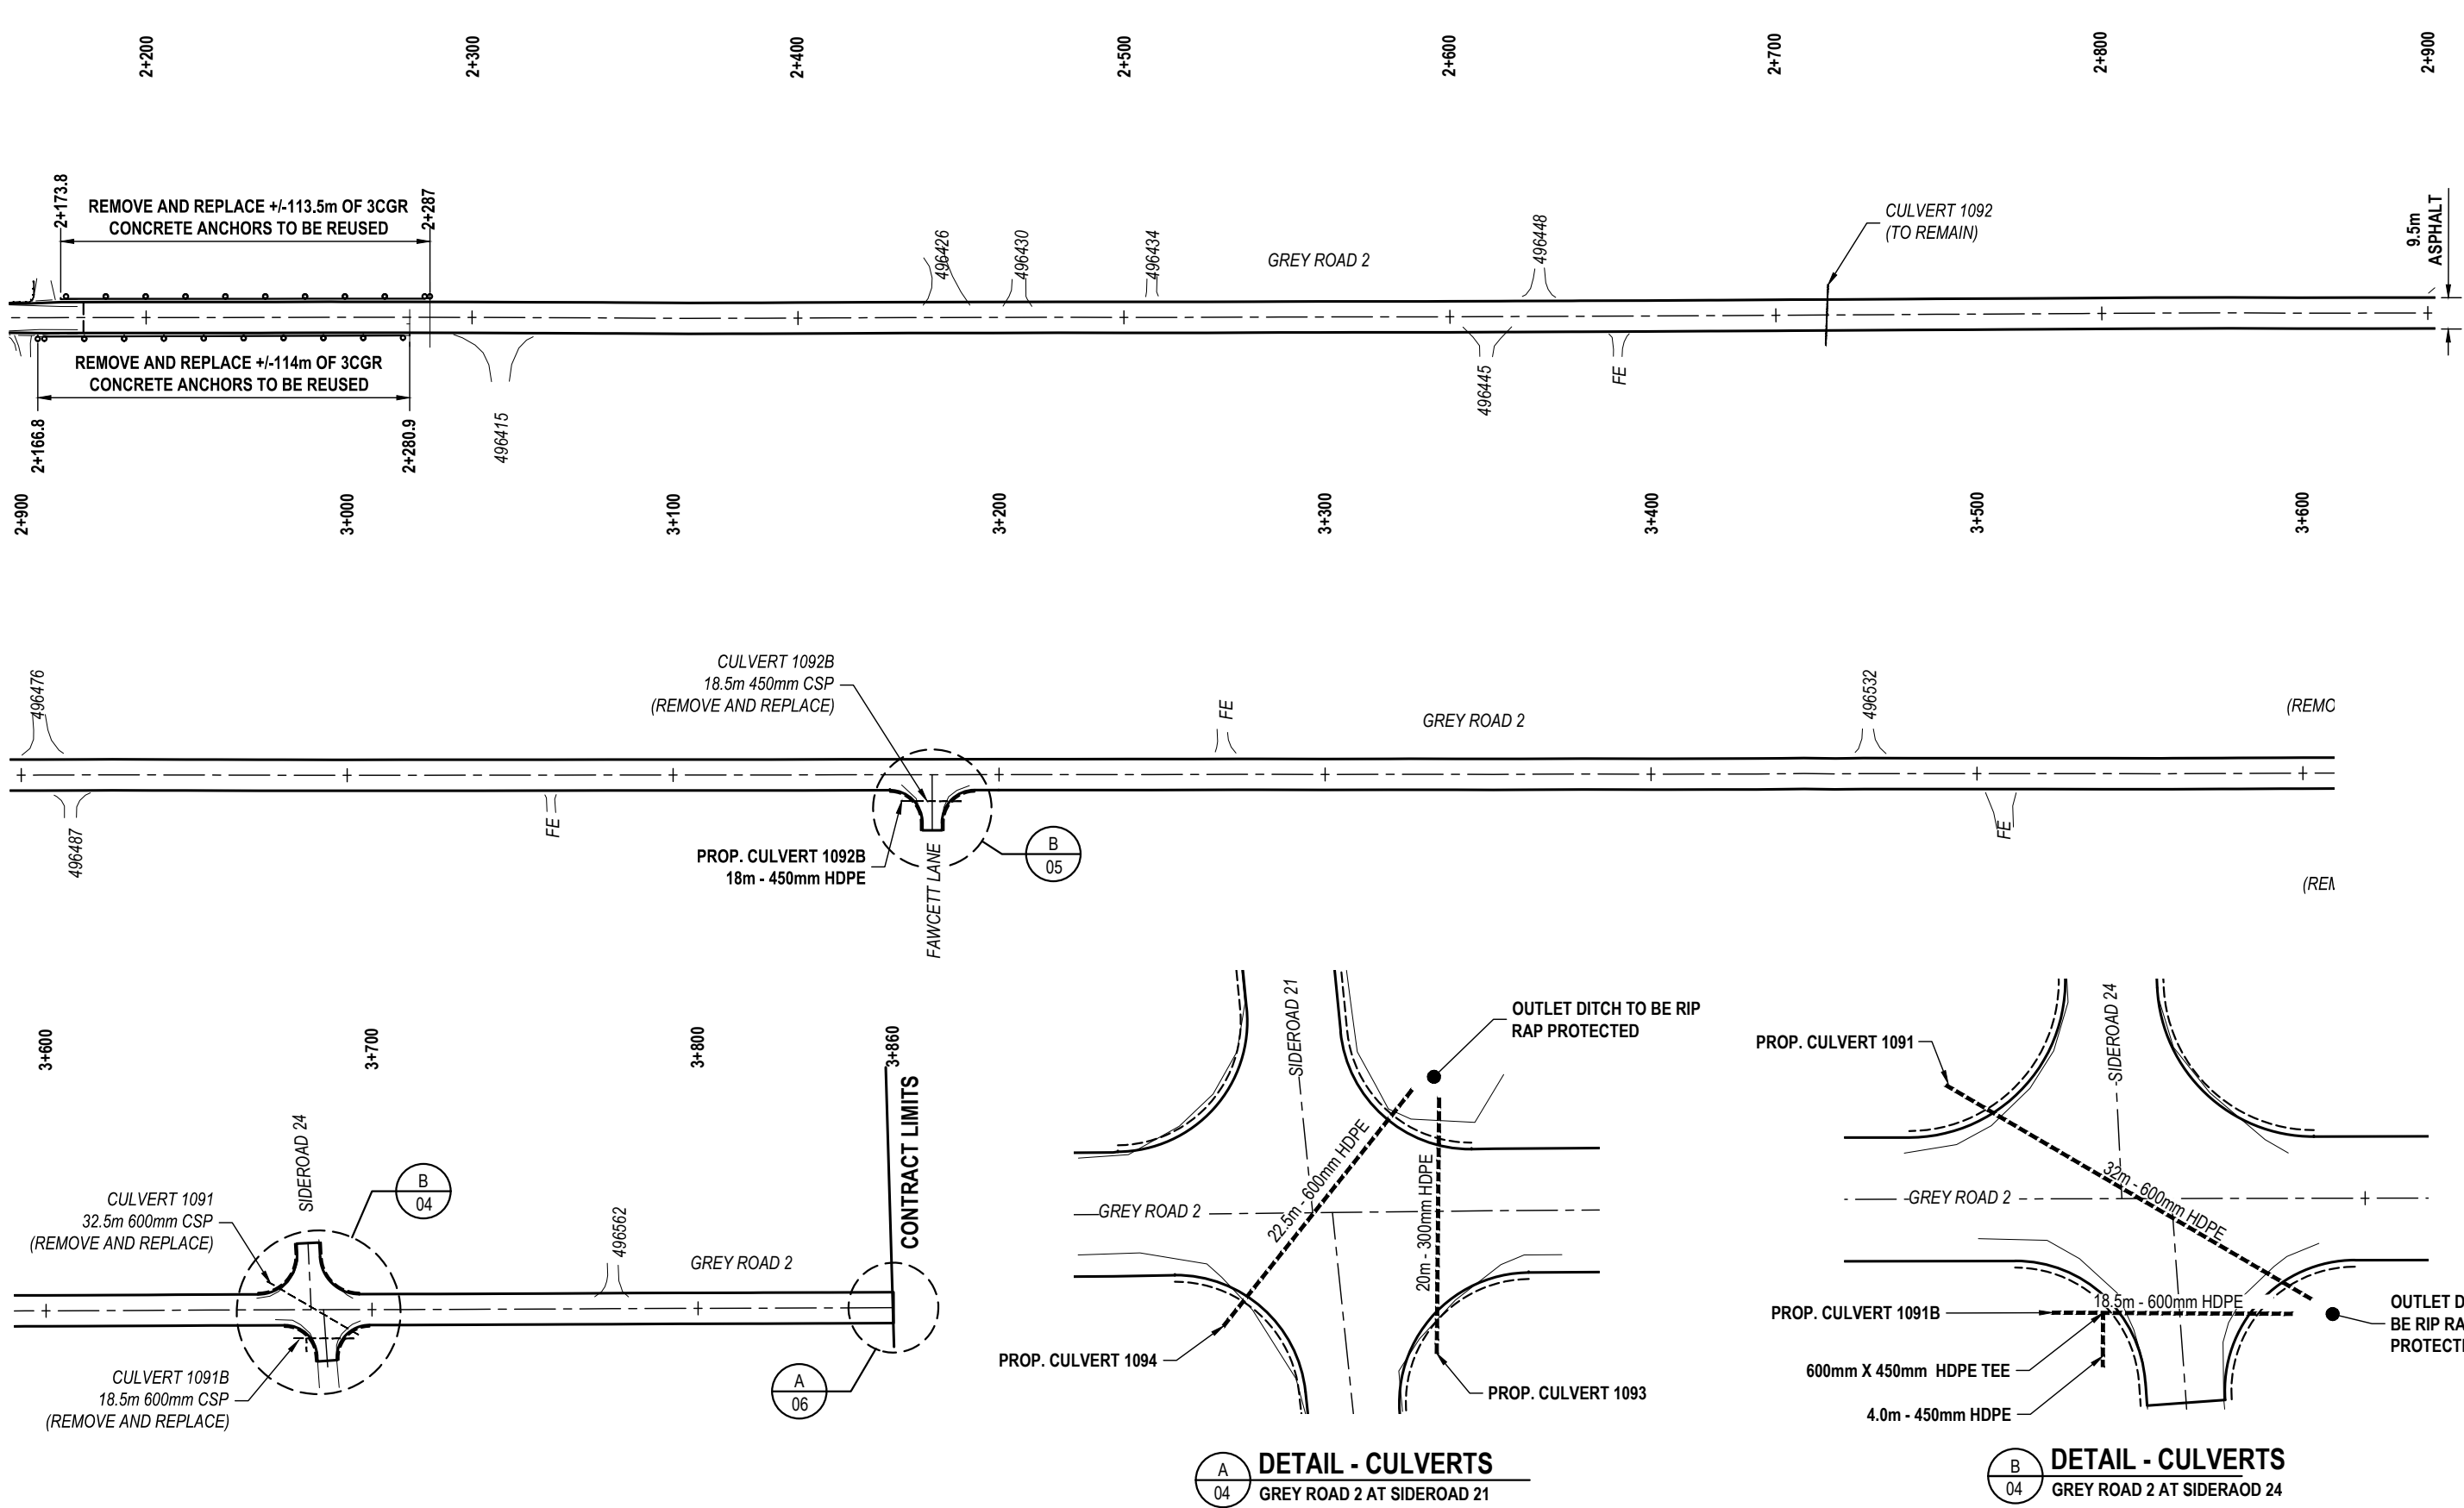 2+200
2+300
2+400
2+500
2+600
2+700
2+800
2+900
2+173.8
REMOVE AND REPLACE +/-113.5m OF 3CGR
CONCRETE ANCHORS TO BE REUSED
2+287
496426
496430
496434
GREY ROAD 2
496448
CULVERT 1092
(TO REMAIN)
9.5m
ASPHALT
REMOVE AND REPLACE +/-114m OF 3CGR
CONCRETE ANCHORS TO BE REUSED
2+166.8
2+280.9
496415
496445
FE
2+900
3+000
3+100
3+200
3+300
3+400
3+500
3+600
496476
CULVERT 1092B
18.5m 450mm CSP
(REMOVE AND REPLACE)
FE
GREY ROAD 2
496532
(REMO
496487
FE
PROP. CULVERT 1092B
18m - 450mm HDPE
FAWCETT LANE
B
05
FE
(REM
3+600
3+700
3+800
3+860
CONTRACT LIMITS
SIDEROAD 24
B
04
CULVERT 1091
32.5m 600mm CSP
(REMOVE AND REPLACE)
496562
GREY ROAD 2
CULVERT 1091B
18.5m 600mm CSP
(REMOVE AND REPLACE)
A
06
SIDEROAD 21
OUTLET DITCH TO BE RIP
RAP PROTECTED
GREY ROAD 2
22.5m - 600mm HDPE
20m - 300mm HDPE
PROP. CULVERT 1094
PROP. CULVERT 1093
A
04
DETAIL - CULVERTS
GREY ROAD 2 AT SIDEROAD 21
SIDEROAD 24
PROP. CULVERT 1091
GREY ROAD 2
32m - 600mm HDPE
18.5m - 600mm HDPE
PROP. CULVERT 1091B
600mm X 450mm HDPE TEE
4.0m - 450mm HDPE
OUTLET D
BE RIP RA
PROTECT
B
04
DETAIL - CULVERTS
GREY ROAD 2 AT SIDERAOD 24